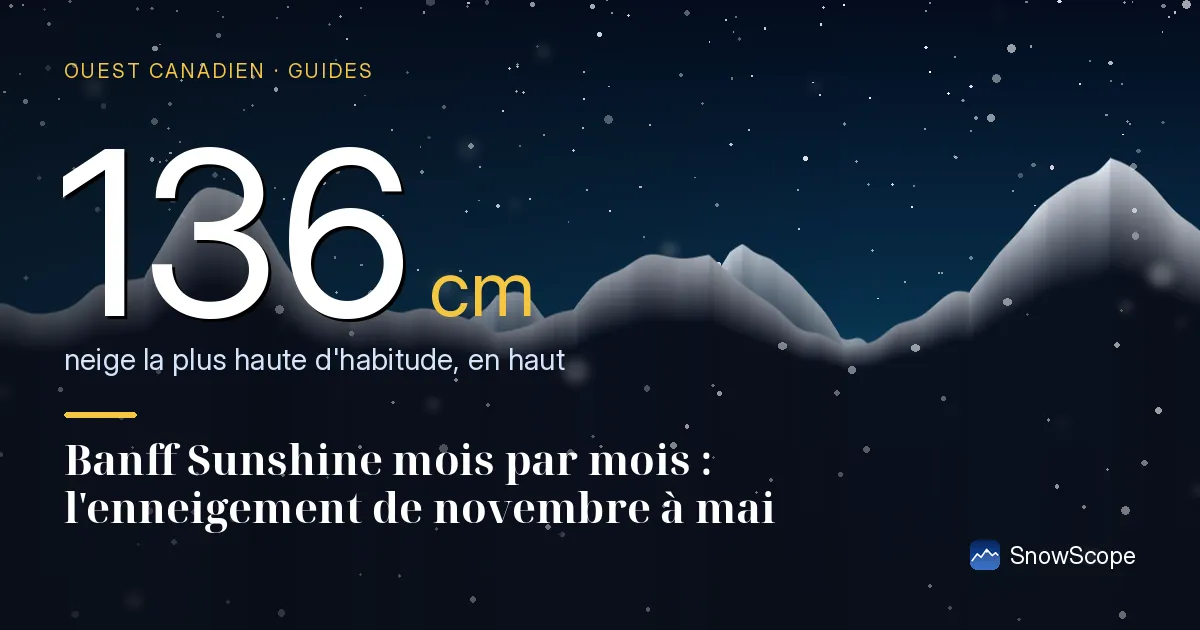 OUEST CANADIEN · GUIDES
136 cm
neige la plus haute d'habitude, en haut
Banff Sunshine mois par mois :
l'enneigement de novembre à mai
SnowScope